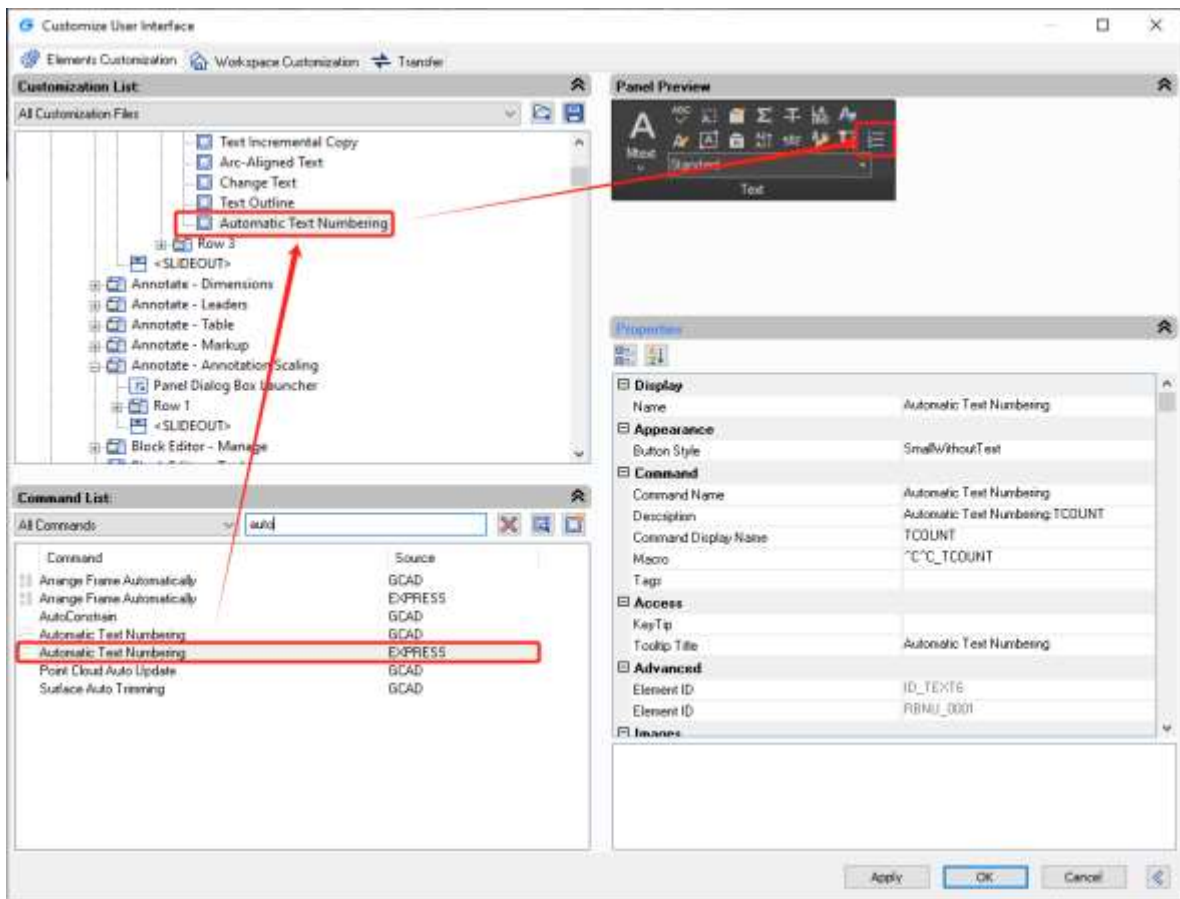 Customize User Interface
Elements Customization Workspace Customization Transfer
Customization List:
All Customization Files
Text Incremental Copy
Arc-Aligned Text
Change Text
Text Outline
Automatic Text Numbering
Row 3
<SLIDEOUT>
Annotate - Dimensions
Annotate - Leaders
Annotate - Table
Annotate - Markup
Annotate - Annotation Scaling
Panel Dialog Box Launcher
Row 1
<SLIDEOUT>
Block Editor - Manage
Command List:
All Commands auto
Command Source
Arrange Frame Automatically GCAD
Arrange Frame Automatically EXPRESS
AutoConstrain GCAD
Automatic Text Numbering GCAD
Automatic Text Numbering EXPRESS
Point Cloud Auto Update GCAD
Surface Auto Trimming GCAD
Panel Preview
A
Mtext
Standard
Text
Properties
Display
Name Automatic Text Numbering
Appearance
Button Style SmallWithoutText
Command
Command Name Automatic Text Numbering
Description Automatic Text Numbering:TCOUNT
Command Display Name TCOUNT
Macro ^C^C_TCOUNT
Tags
Access
KeyTip
Tooltip Title Automatic Text Numbering
Advanced
Element ID ID_TEXT6
Element ID RBNU_0001
Images
Apply OK Cancel